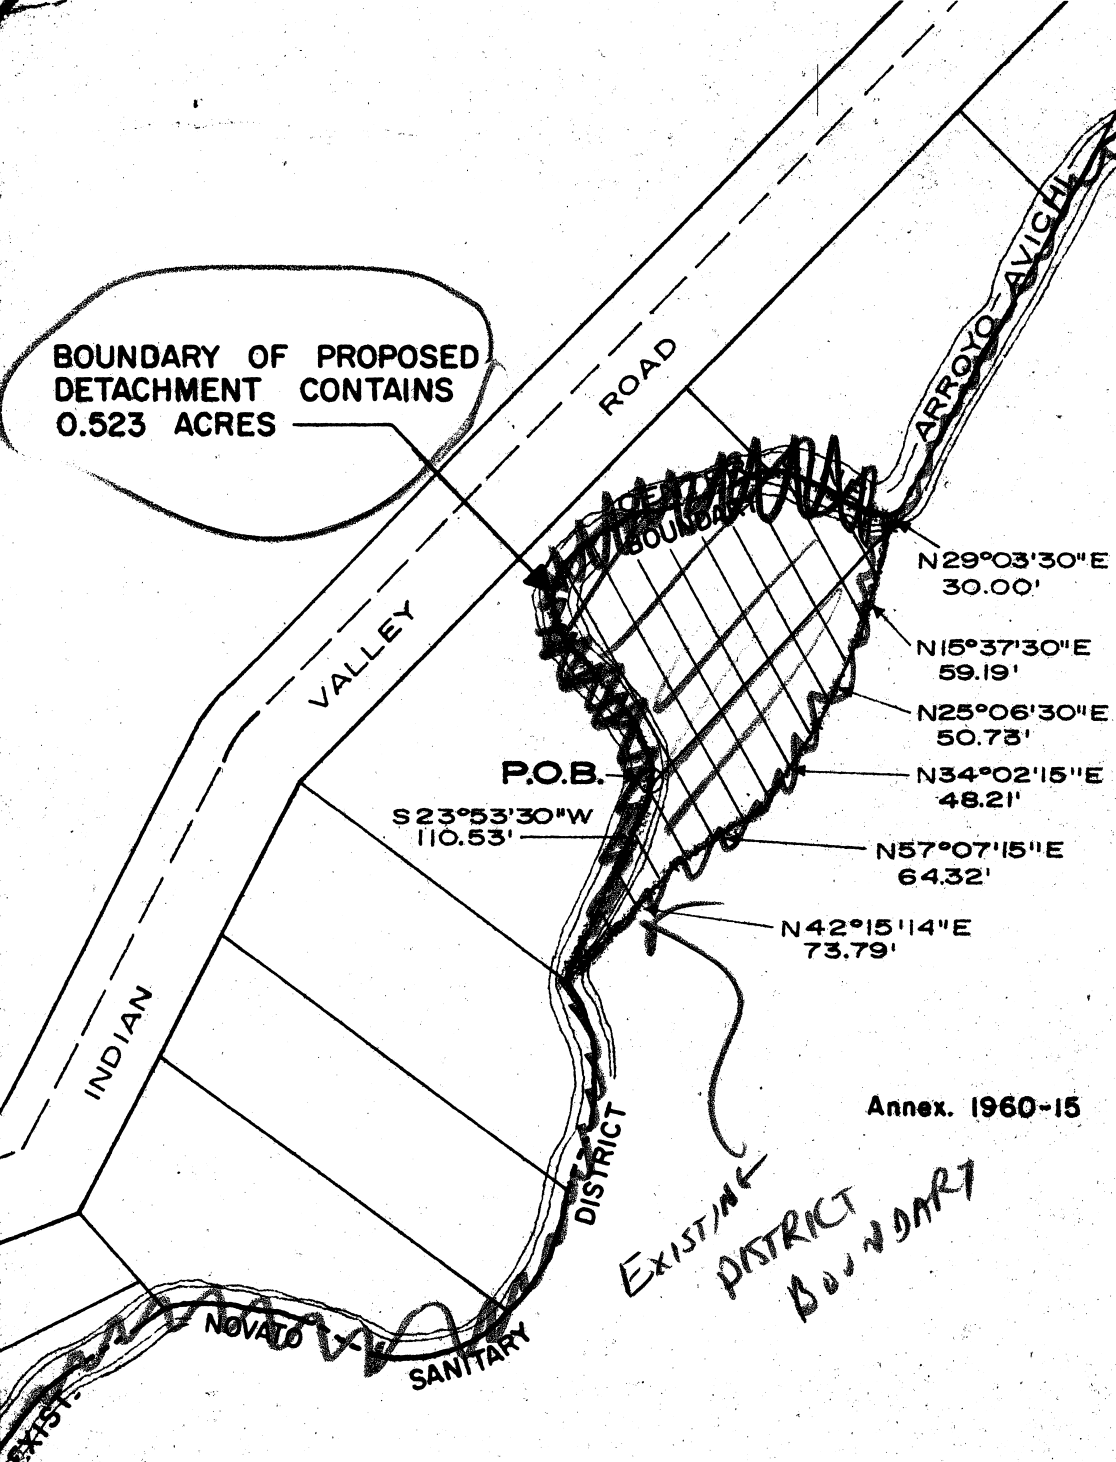 ARROYO AVICHI
ROAD
BOUNDARY OF PROPOSED
DETACHMENT CONTAINS
0.523 ACRES
BOUNDARY
N29°03'30"E
30.00'
VALLEY
N15°37'30"E
59.19'
N25°06'30"E
50.73'
P.O.B.
N34°02'15"E
48.21'
S23°53'30"W
110.53'
N57°07'15"E
64.32'
N42°15'14"E
73.79'
INDIAN
Annex. 1960-15
DISTRICT
EXISTING
DISTRICT
BOUNDARY
NOVATO
SANITARY
EXIST.